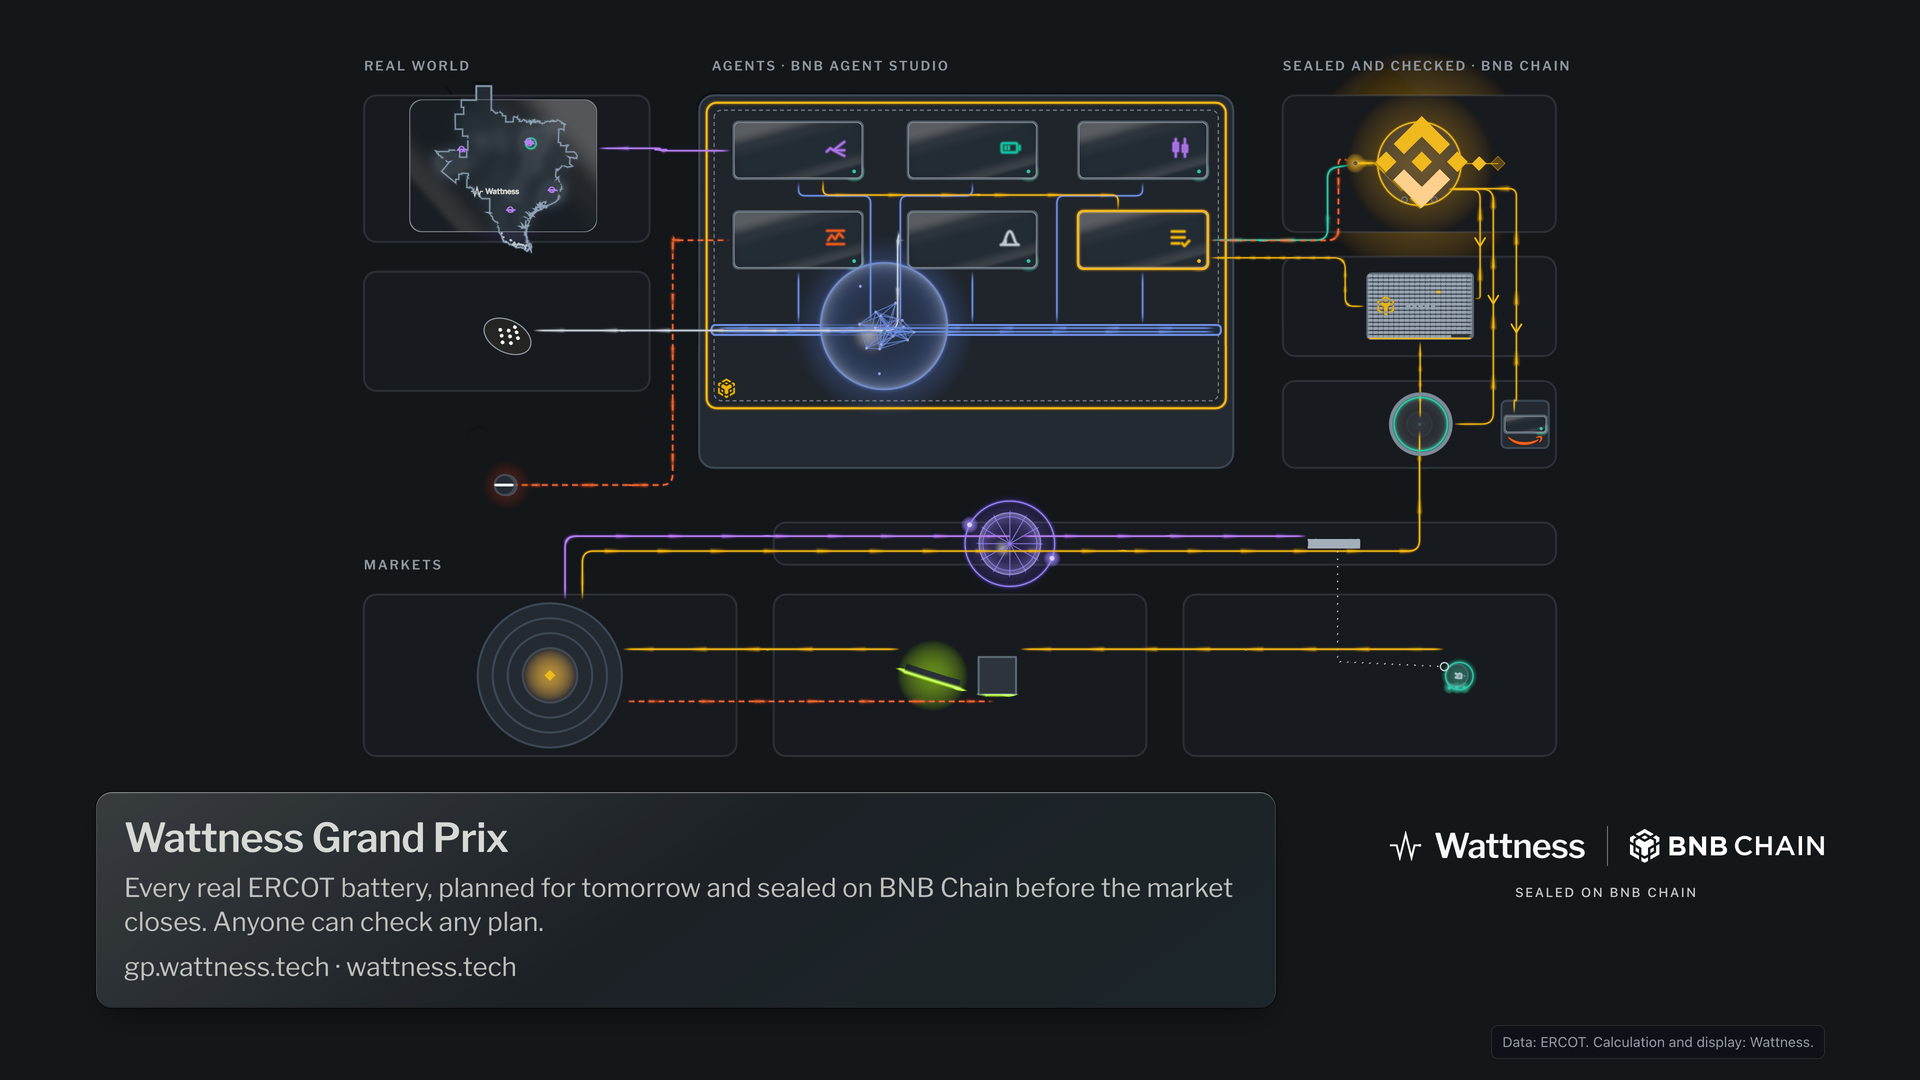 REAL WORLD
AGENTS · BNB AGENT STUDIO
SEALED AND CHECKED · BNB CHAIN
Wattness
MARKETS
Wattness Grand Prix
Every real ERCOT battery, planned for tomorrow and sealed on BNB Chain before the market
closes. Anyone can check any plan.
gp.wattness.tech · wattness.tech
Wattness
BNB CHAIN
SEALED ON BNB CHAIN
Data: ERCOT. Calculation and display: Wattness.